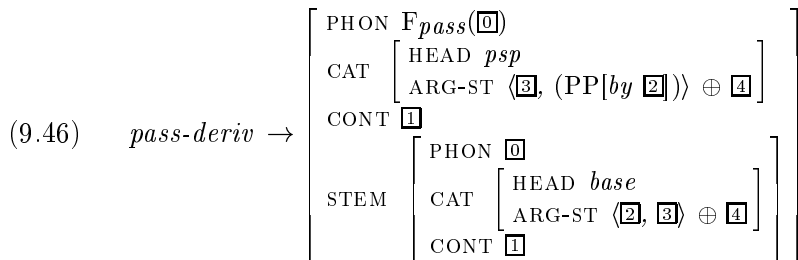 PHON F_pass([0])
CAT [HEAD psp
ARG-ST ⟨[3], (PP[by [2]])⟩ ⊕ [4]]
CONT [1]
(9.46) pass-deriv →
PHON [0]
STEM CAT [HEAD base
ARG-ST ⟨[2], [3]⟩ ⊕ [4]]
CONT [1]